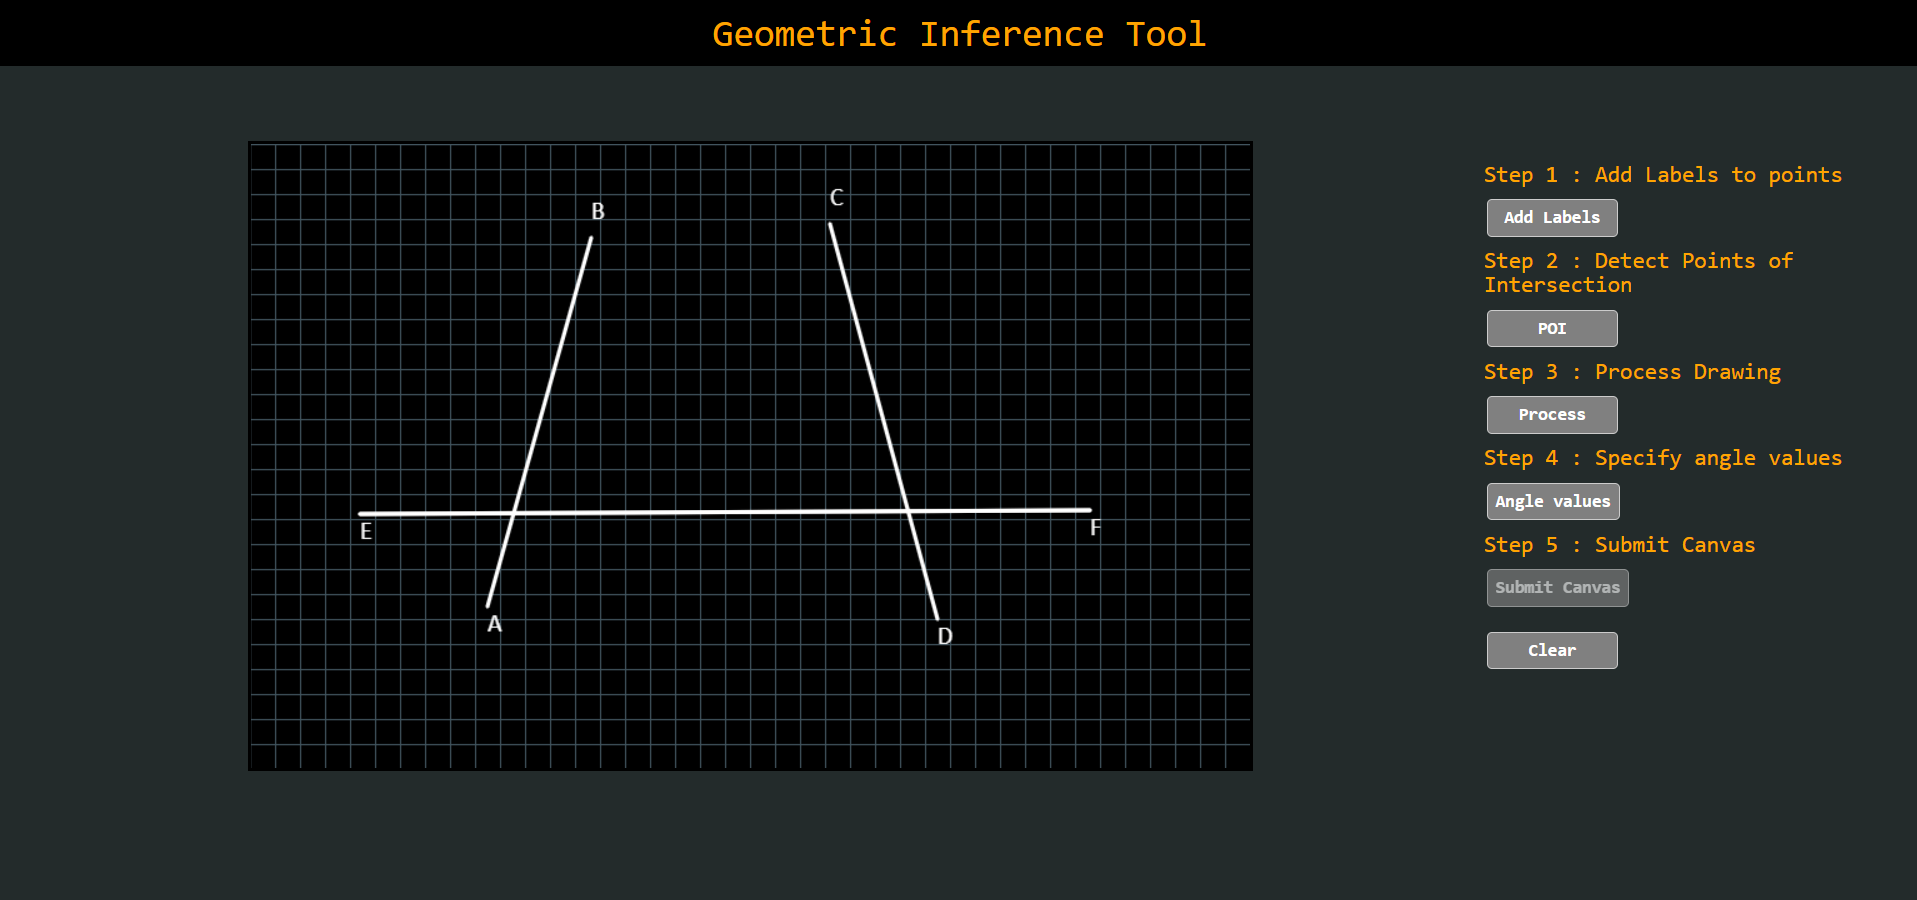 Geometric Inference Tool
B
C
E
F
A
D
Step 1 : Add Labels to points
Add Labels
Step 2 : Detect Points of
Intersection
POI
Step 3 : Process Drawing
Process
Step 4 : Specify angle values
Angle values
Step 5 : Submit Canvas
Submit Canvas
Clear